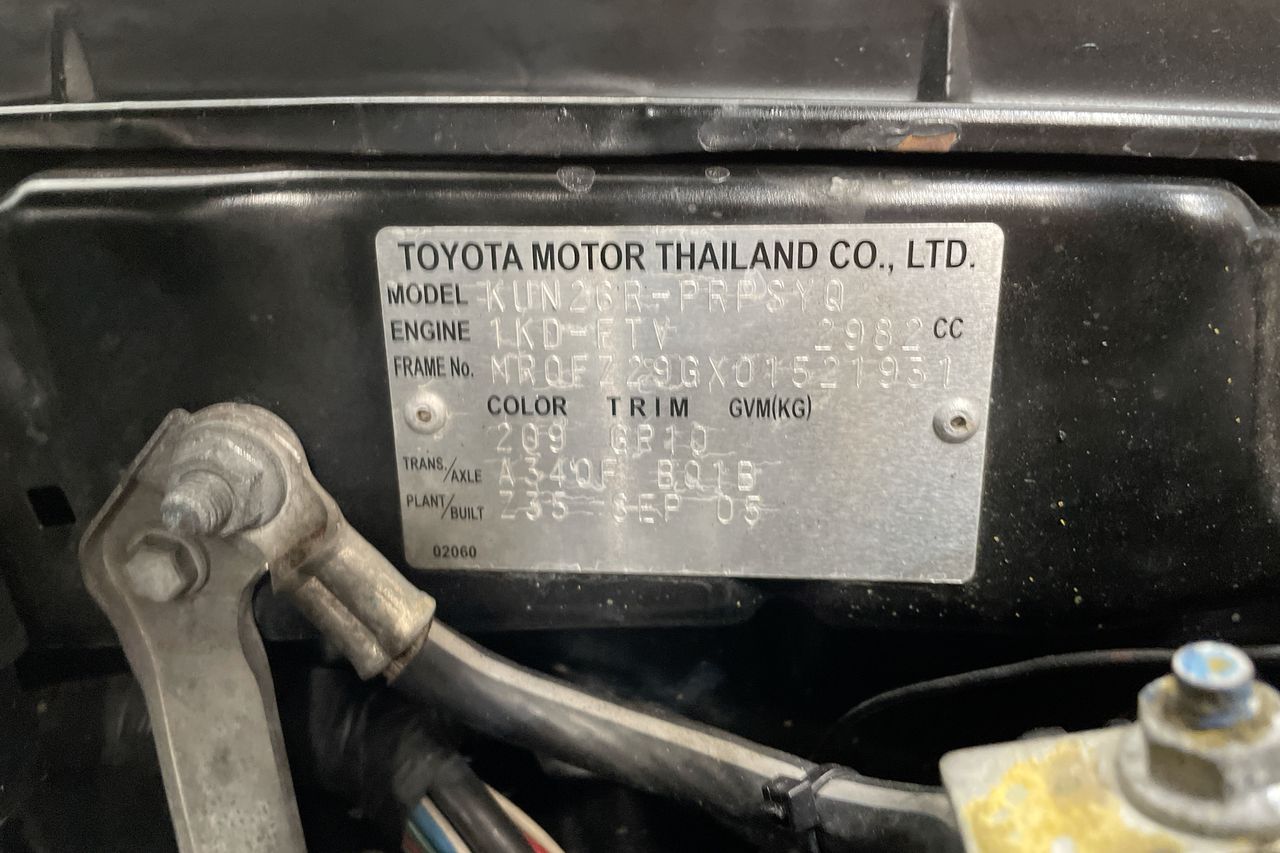 TOYOTA MOTOR THAILAND CO., LTD.
MODEL KUN26R-PRPSYQ
ENGINE 1KD-FTV 2982 CC
FRAME No. MR0FZ29GX01521931
COLOR TRIM GVM(KG)
209 GP10
TRANS./AXLE A340F B01B
PLANT/BUILT Z35 SEP 05
02060